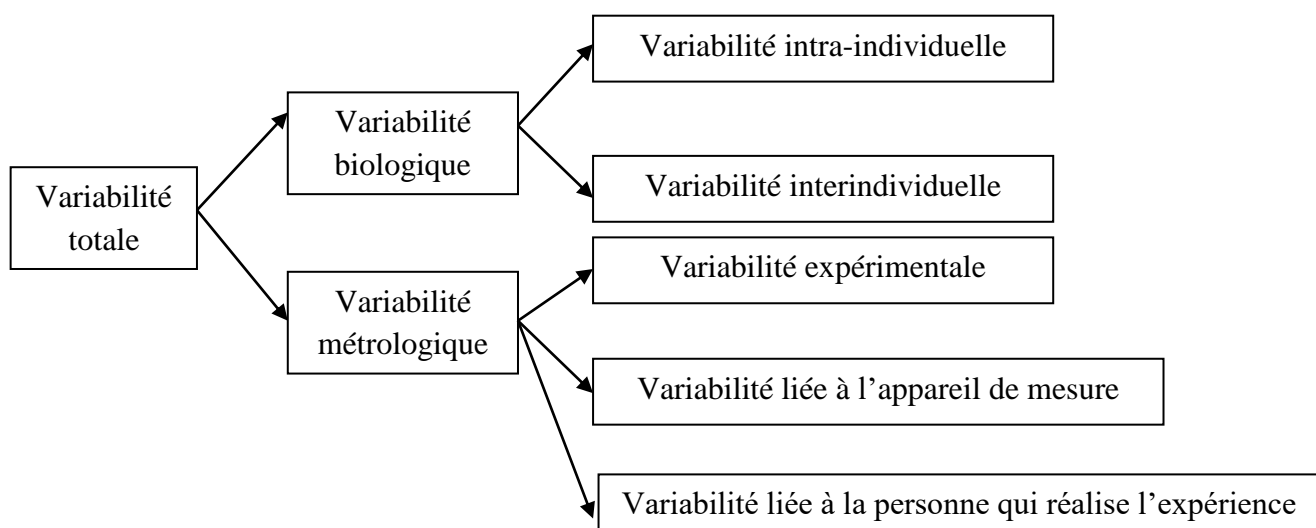 Variabilité
totale
Variabilité
biologique
Variabilité intra-individuelle
Variabilité interindividuelle
Variabilité
métrologique
Variabilité expérimentale
Variabilité liée à l’appareil de mesure
Variabilité liée à la personne qui réalise l’expérience